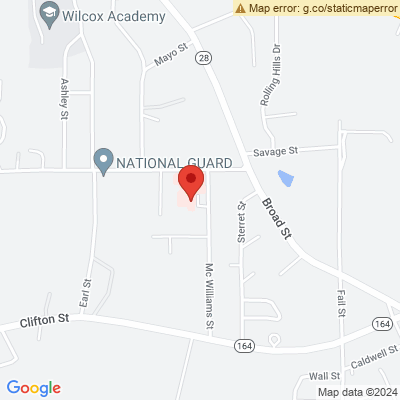 Map error: g.co/staticmaperror
Wilcox Academy
Mayo St
28
Rolling Hills Dr
Ashley St
Savage St
NATIONAL GUARD
Sterret St
Broad St
Mc Williams St
Earl St
Fail St
Clifton St
164
164
Caldwell St
Wall St
Google
Map data ©2024